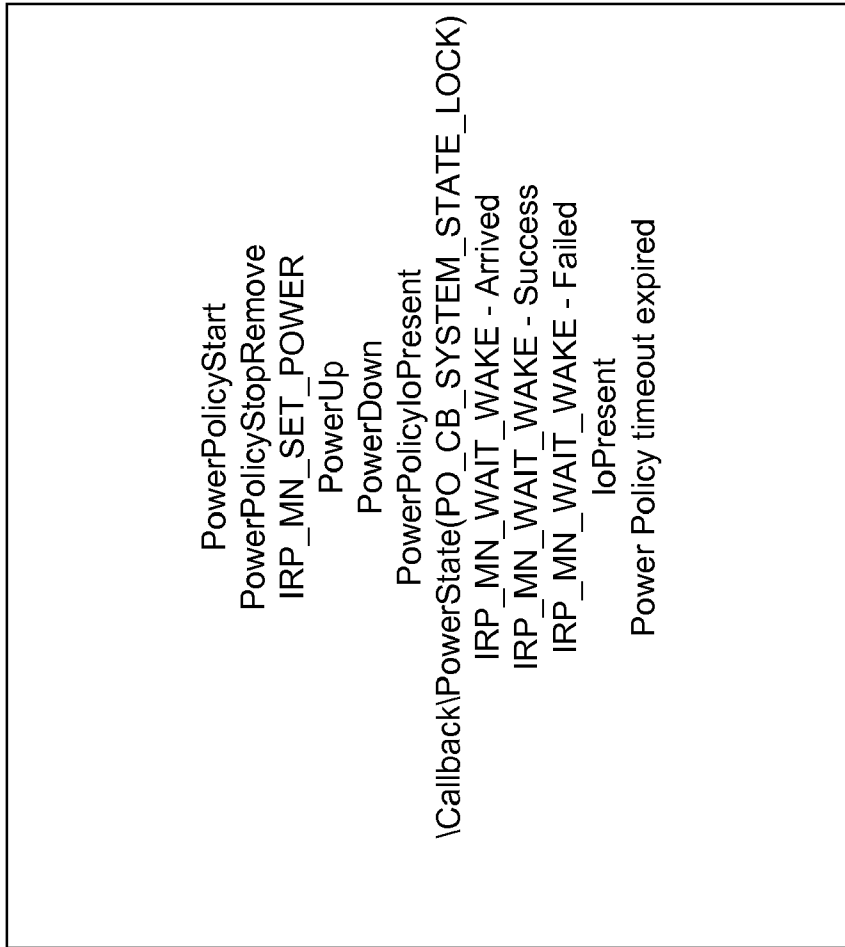 PowerPolicyStart
PowerPolicyStopRemove
IRP_MN_SET_POWER
PowerUp
PowerDown
PowerPolicyIoPresent
\Callback\PowerState(PO_CB_SYSTEM_STATE_LOCK)
IRP_MN_WAIT_WAKE - Arrived
IRP_MN_WAIT_WAKE - Success
IRP_MN_WAIT_WAKE - Failed
IoPresent
Power Policy timeout expired